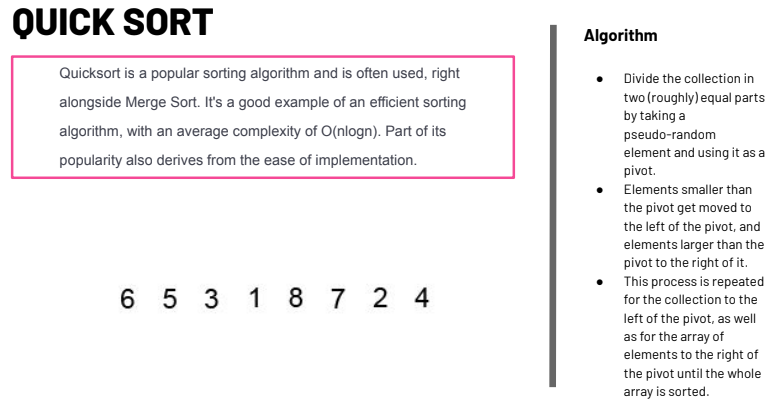 QUICK SORT
Quicksort is a popular sorting algorithm and is often used, right
alongside Merge Sort. It's a good example of an efficient sorting
algorithm, with an average complexity of O(nlogn). Part of its
popularity also derives from the ease of implementation.
6 5 3 1 8 7 2 4
Algorithm
● Divide the collection in
two (roughly) equal parts
by taking a
pseudo-random
element and using it as a
pivot.
● Elements smaller than
the pivot get moved to
the left of the pivot, and
elements larger than the
pivot to the right of it.
● This process is repeated
for the collection to the
left of the pivot, as well
as for the array of
elements to the right of
the pivot until the whole
array is sorted.